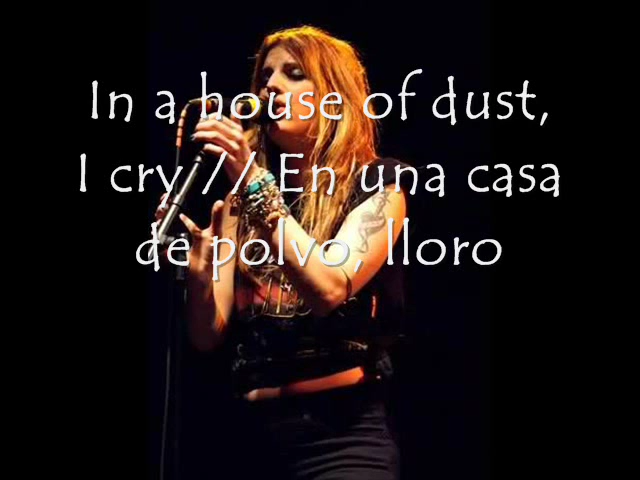 In a house of dust,
I cry // En una casa
de polvo, lloro